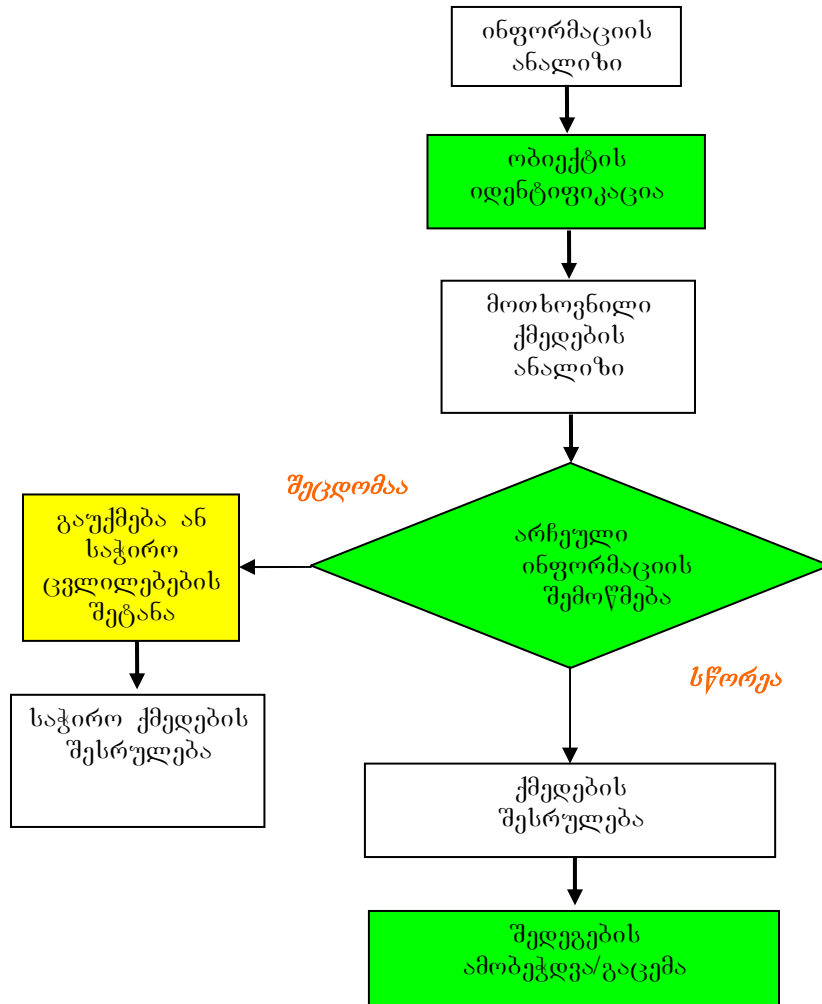 ინფორმაციის
ანალიზი
ობიექტის
იდენტიფიკაცია
მოთხოვნილი
ქმედების
ანალიზი
შეცდომაა
გაუქმება ან
საჭირო
ცვლილებების
შეტანა
არჩეული
ინფორმაციის
შემოწმება
სწორეა
საჭირო ქმედების
შესრულება
ქმედების
შესრულება
შედეგების
ამობეჭდვა/გაცემა